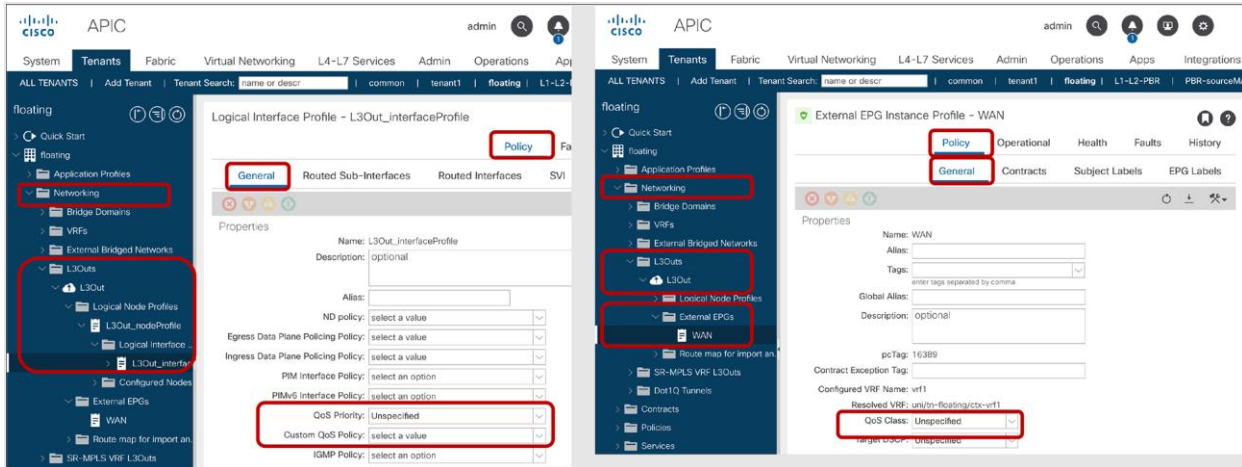 CISCO
APIC
admin
1
System Tenants Fabric Virtual Networking L4-L7 Services Admin Operations
ALL TENANTS | Add Tenant | Tenant Search: name or descr | common | tenant1 | floating | L1-L2-
floating
Quick Start
floating
Application Profiles
Networking
Bridge Domains
VRFs
External Bridged Networks
L3Outs
L3Out
Logical Node Profiles
L3Out_nodeProfile
Logical Interface ..
L3Out_interfac
Configured Nodes
External EPGs
WAN
Route map for import an.
SR-MPLS VRF L3Outs
Logical Interface Profile - L3Out_interfaceProfile
Policy Fa
General Routed Sub-Interfaces Routed Interfaces SVI
Properties
Name: L3Out_interfaceProfile
Description: optional
Alias:
ND policy: select a value
Egress Data Plane Policing Policy: select a value
Ingress Data Plane Policing Policy: select a value
PIM Interface Policy: select an option
PIMv6 Interface Policy: select an option
QoS Priority: Unspecified
Custom QoS Policy: select a value
IGMP Policy: select an option
CISCO
APIC
admin
1
System Tenants Fabric Virtual Networking L4-L7 Services Admin Operations Apps Integrations
ALL TENANTS | Add Tenant | Tenant Search: name or descr | common | tenant1 | floating | L1-L2-PBR | PBR-sourceMA
floating
Quick Start
floating
Application Profiles
Networking
Bridge Domains
VRFs
External Bridged Networks
L3Outs
L3Out
Logical Node Profiles
External EPGs
WAN
Route map for import an.
SR-MPLS VRF L3Outs
Dot1Q Tunnels
Contracts
Policies
Services
External EPG Instance Profile - WAN
Policy Operational Health Faults History
General Contracts Subject Labels EPG Labels
Properties
Name: WAN
Alias:
Tags:
enter tags separated by comma
Global Alias:
Description: optional
pcTag: 16389
Contract Exception Tag:
Configured VRF Name: vrf1
Resolved VRF: uni/tn-floating/ctx-vrf1
QoS Class: Unspecified
Target DSCP: Unspecified